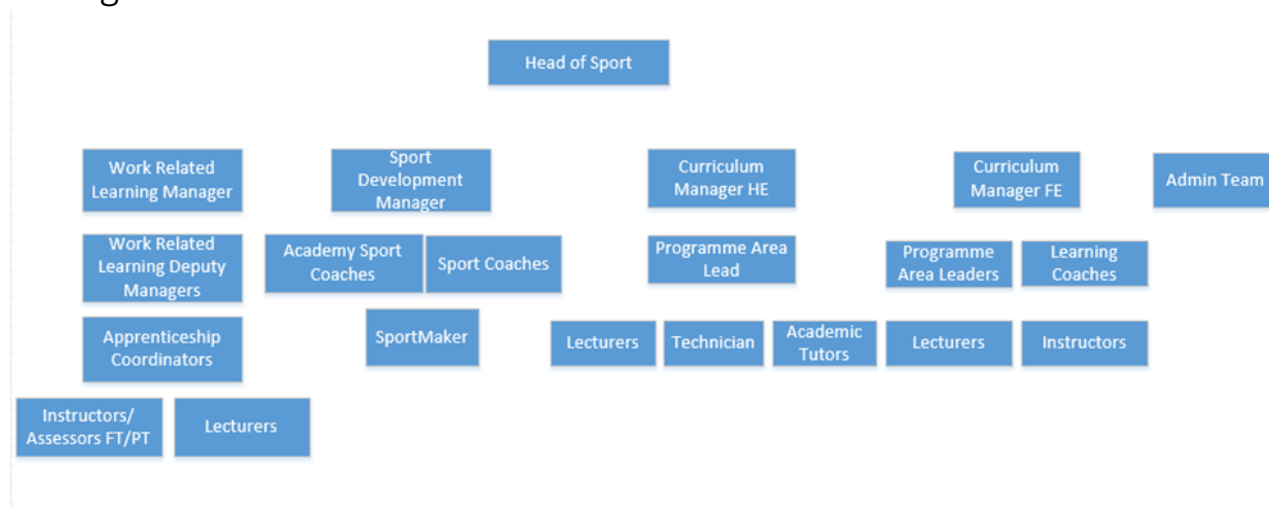 Head of Sport
Work Related
Learning Manager
Sport
Development
Manager
Curriculum
Manager HE
Curriculum
Manager FE
Admin Team
Work Related
Learning Deputy
Managers
Academy Sport
Coaches
Sport Coaches
Programme Area
Lead
Programme
Area Leaders
Learning
Coaches
Apprenticeship
Coordinators
SportMaker
Lecturers
Technician
Academic
Tutors
Lecturers
Instructors
Instructors/
Assessors FT/PT
Lecturers